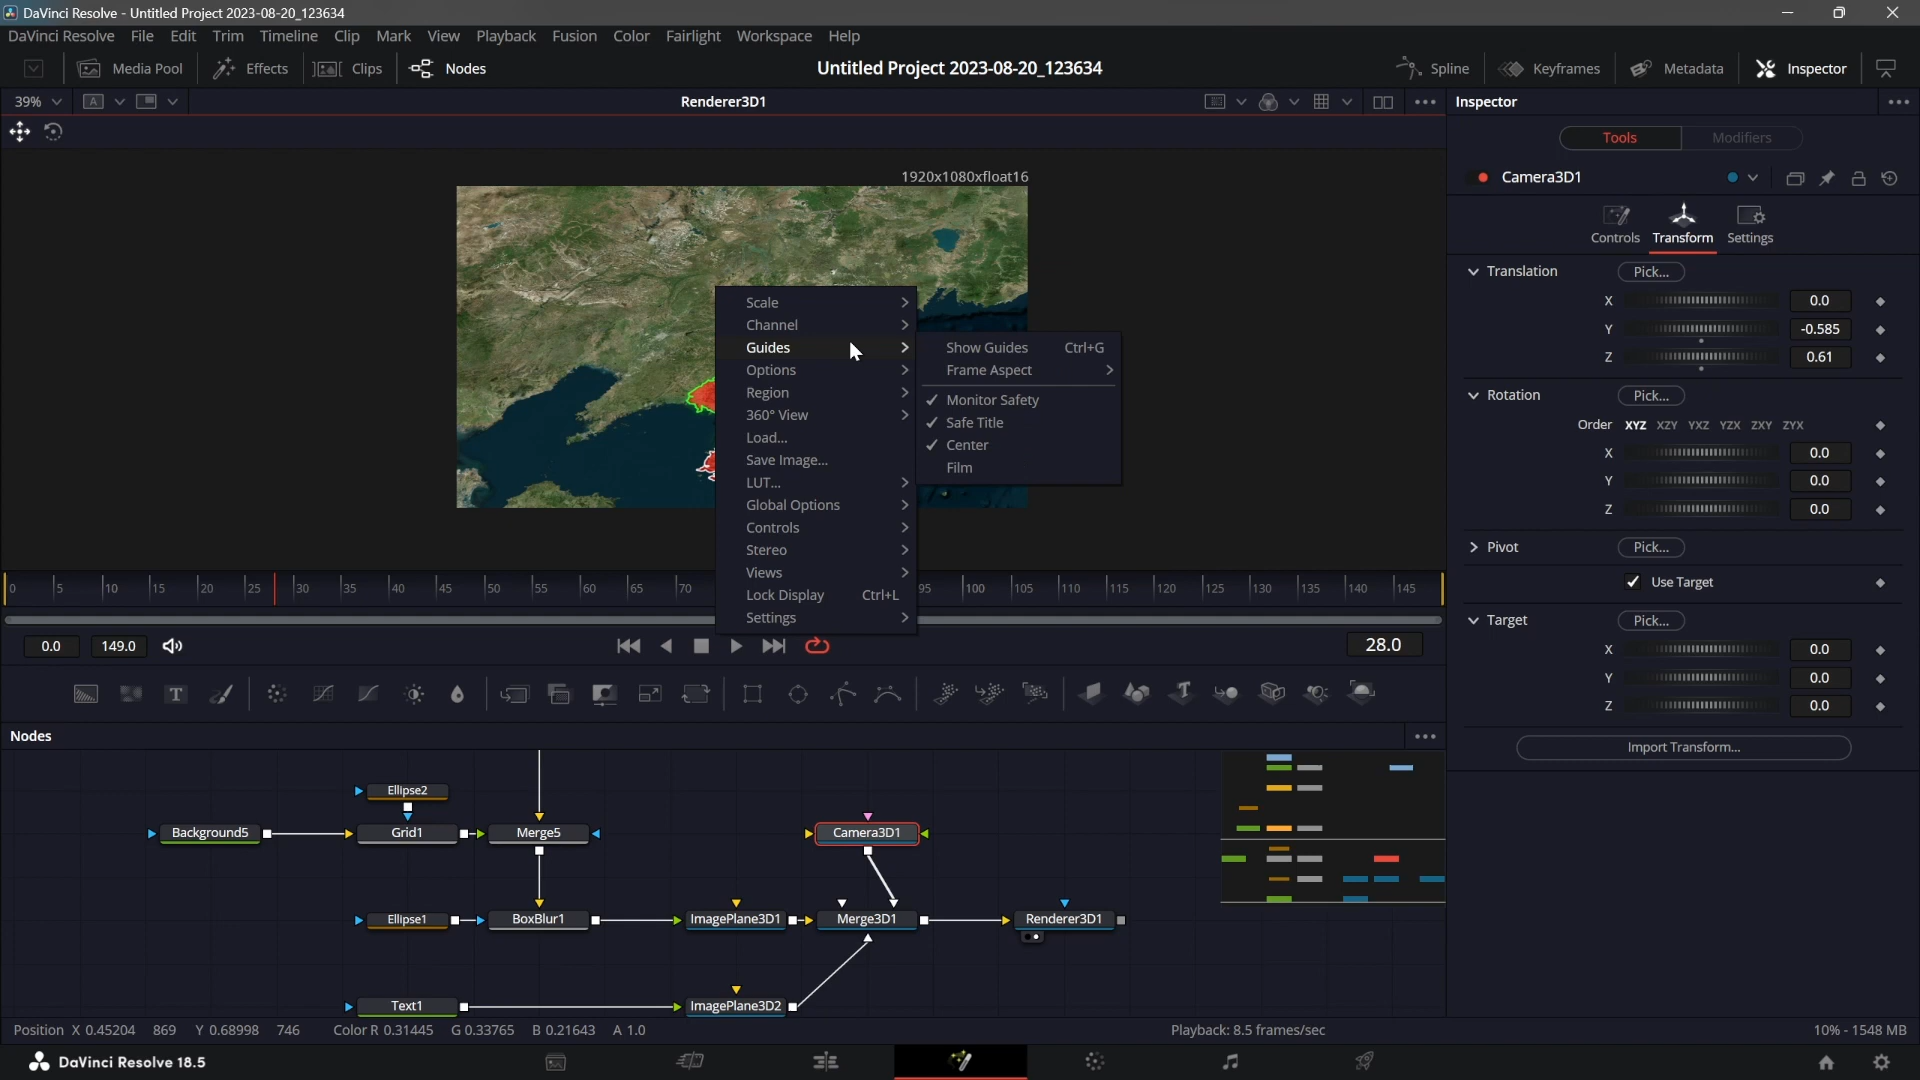 DaVinci Resolve - Untitled Project 2023-08-20_123634
DaVinci Resolve File Edit Trim Timeline Clip Mark View Playback Fusion Color Fairlight Workspace Help
Media Pool Effects Clips Nodes Untitled Project 2023-08-20_123634 Spline Keyframes Metadata Inspector
39% A Renderer3D1 Inspector
Tools Modifiers
1920x1080xfloat16
Camera3D1
Controls Transform Settings
Translation Pick...
X 0.0
Y -0.585
Z 0.61
Rotation Pick...
Order XYZ XZY YXZ YZX ZXY ZYX
X 0.0
Y 0.0
Z 0.0
Pivot Pick...
Use Target
Target Pick...
X 0.0
Y 0.0
Z 0.0
Import Transform...
Scale
Channel
Guides
Options
Region
360° View
Load...
Save Image...
LUT...
Global Options
Controls
Stereo
Views
Lock Display Ctrl+L
Settings
Show Guides Ctrl+G
Frame Aspect
Monitor Safety
Safe Title
Center
Film
0 5 10 15 20 25 30 35 40 45 50 55 60 65 70 95 100 105 110 115 120 125 130 135 140 145
0.0 149.0 28.0
Nodes
Ellipse2
Background5 Grid1 Merge5 Camera3D1
Ellipse1 BoxBlur1 ImagePlane3D1 Merge3D1 Renderer3D1
Text1 ImagePlane3D2
Position X 0.45204 869 Y 0.68998 746 Color R 0.31445 G 0.33765 B 0.21643 A 1.0 Playback: 8.5 frames/sec 10% - 1548 MB
DaVinci Resolve 18.5